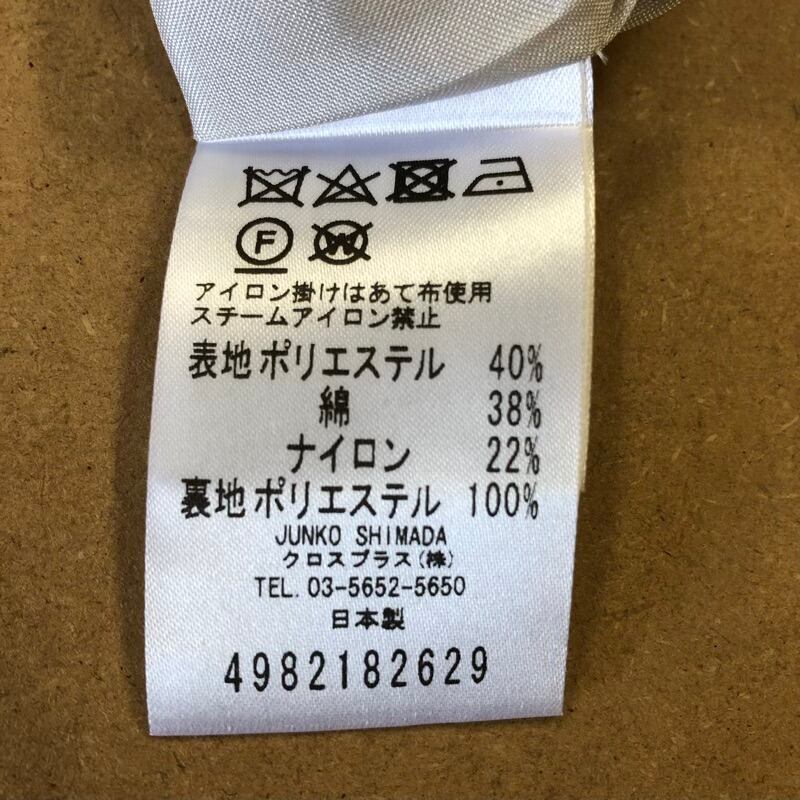 F W
アイロン掛けはあて布使用
スチームアイロン禁止
表地 ポリエステル 40%
綿 38%
ナイロン 22%
裏地 ポリエステル 100%
JUNKO SHIMADA
クロスプラス(株)
TEL. 03-5652-5650
日本製
4982182629